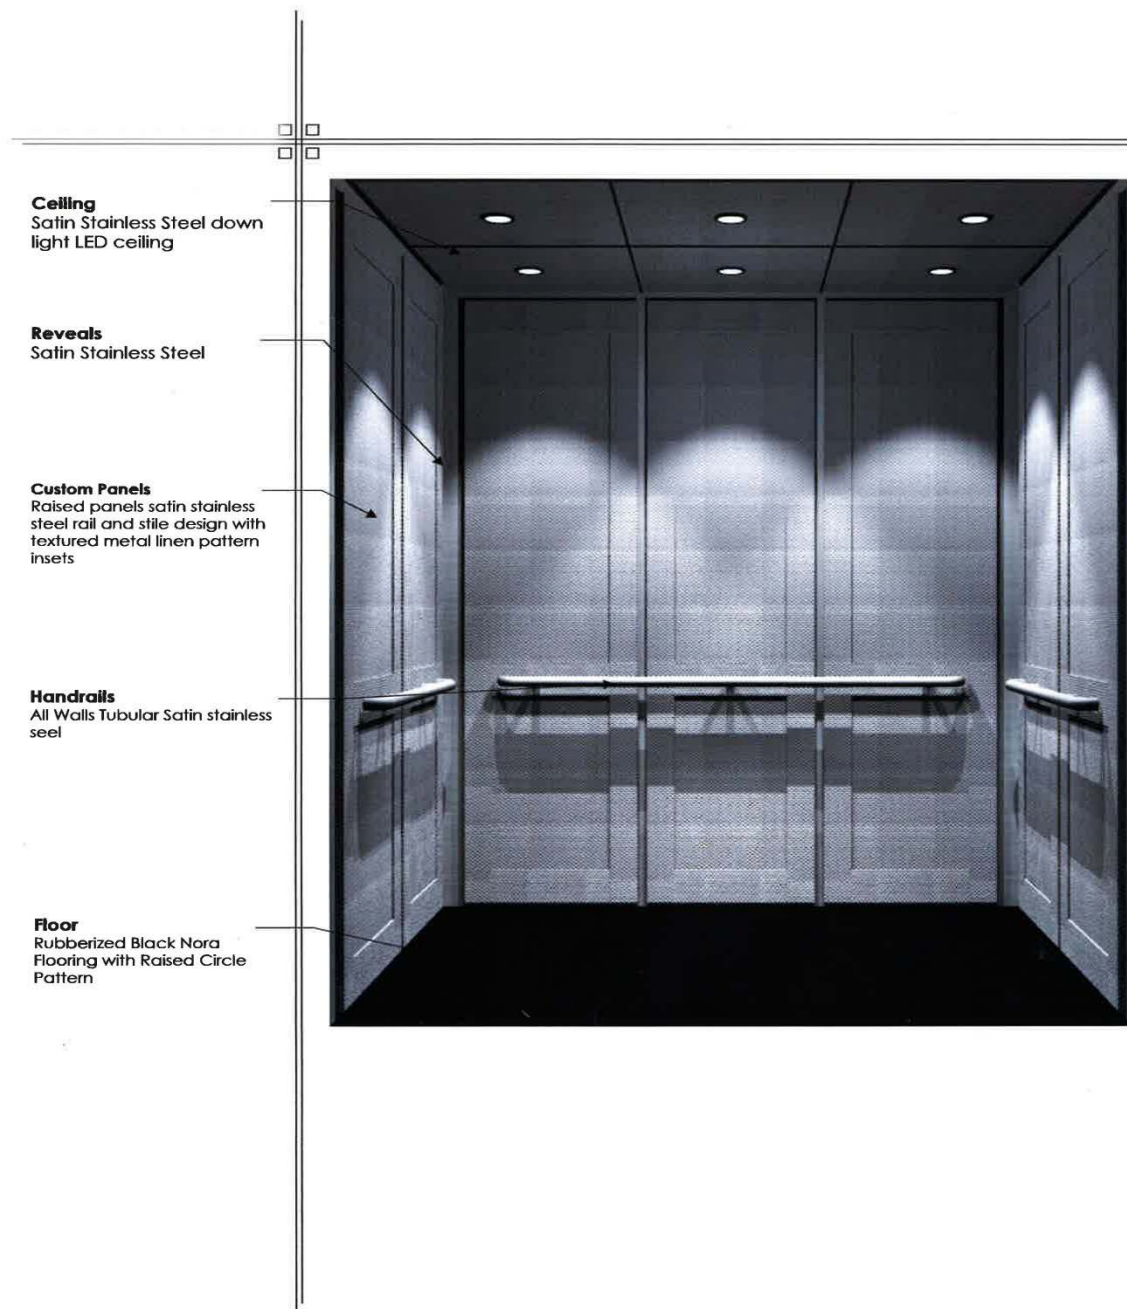 Ceiling
Satin Stainless Steel down
light LED ceiling
Reveals
Satin Stainless Steel
Custom Panels
Raised panels satin stainless
steel rail and stile design with
textured metal linen pattern
insets
Handrails
All Walls Tubular Satin stainless
seel
Floor
Rubberized Black Nora
Flooring with Raised Circle
Pattern